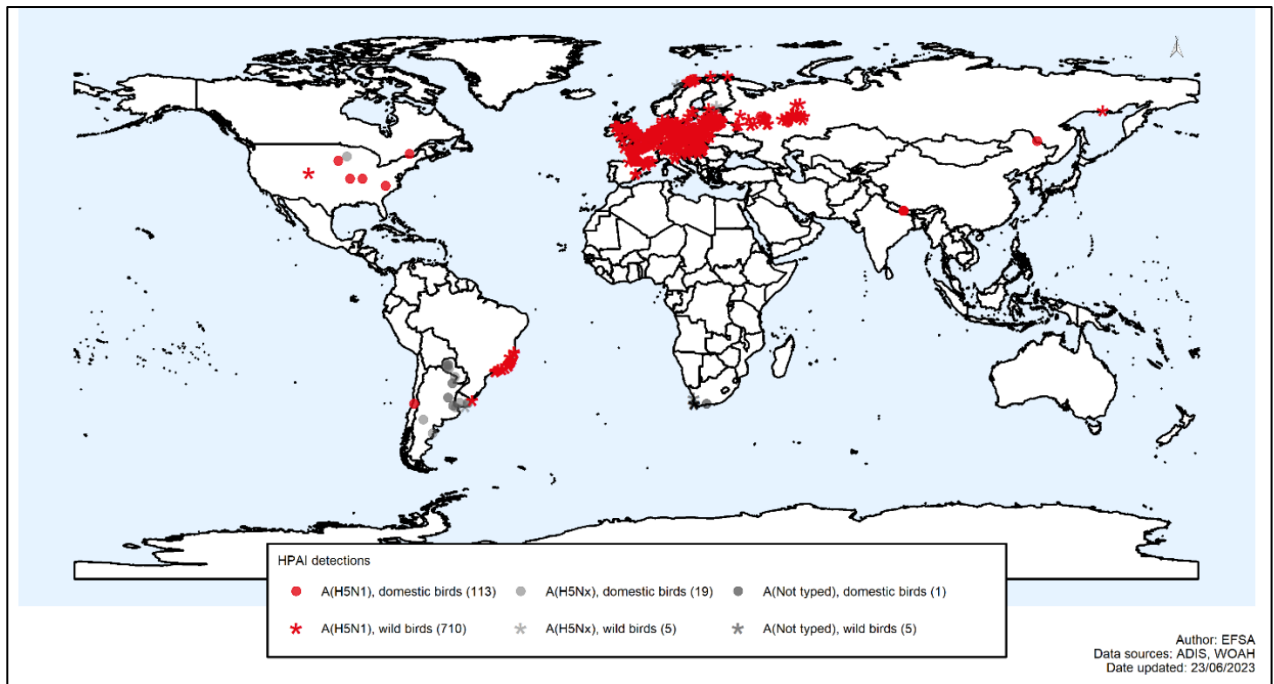 HPAI detections
A(H5N1), domestic birds (113)
A(H5Nx), domestic birds (19)
A(Not typed), domestic birds (1)
A(H5N1), wild birds (710)
A(H5Nx), wild birds (5)
A(Not typed), wild birds (5)
Author: EFSA
Data sources: ADIS, WOAH
Date updated: 23/06/2023